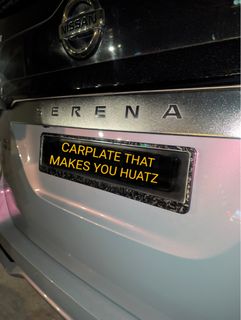 NISSAN
SERENA
CARPLATE THAT
MAKES YOU HUATZ